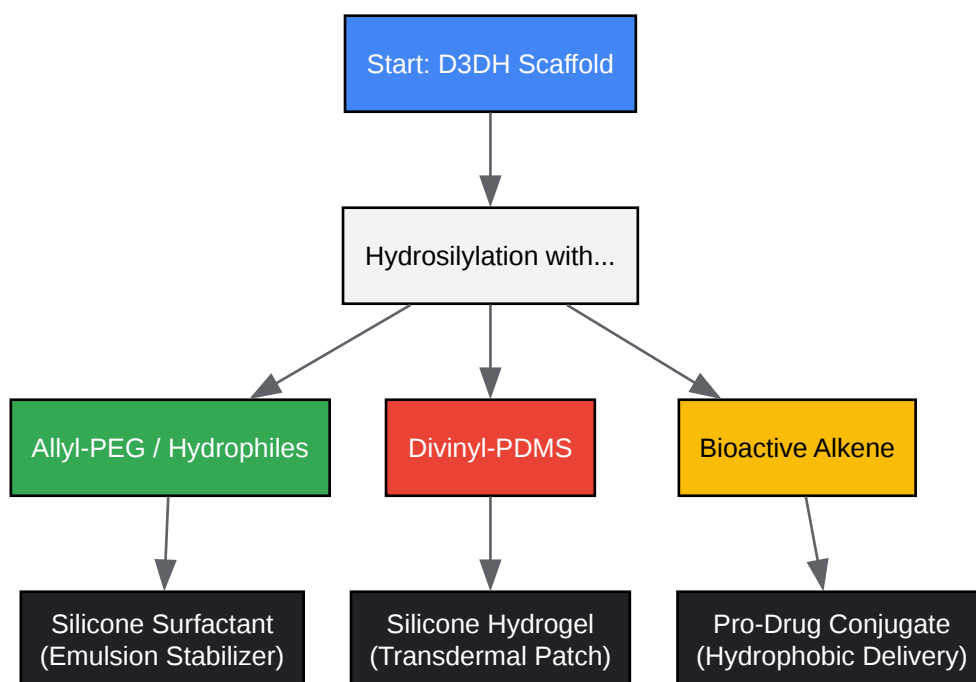 Start: D3DH Scaffold
Hydrosilylation with...
Allyl-PEG / Hydrophiles
Divinyl-PDMS
Bioactive Alkene
Silicone Surfactant
(Emulsion Stabilizer)
Silicone Hydrogel
(Transdermal Patch)
Pro-Drug Conjugate
(Hydrophobic Delivery)